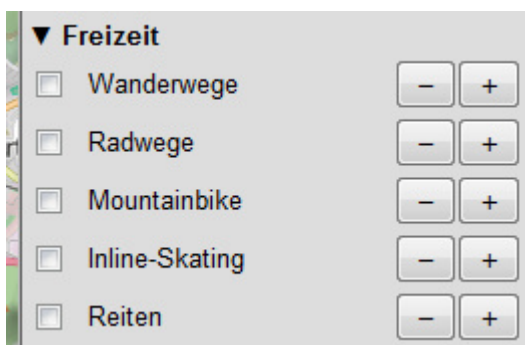 ▼ Freizeit
Wanderwege − +
Radwege − +
Mountainbike − +
Inline-Skating − +
Reiten − +